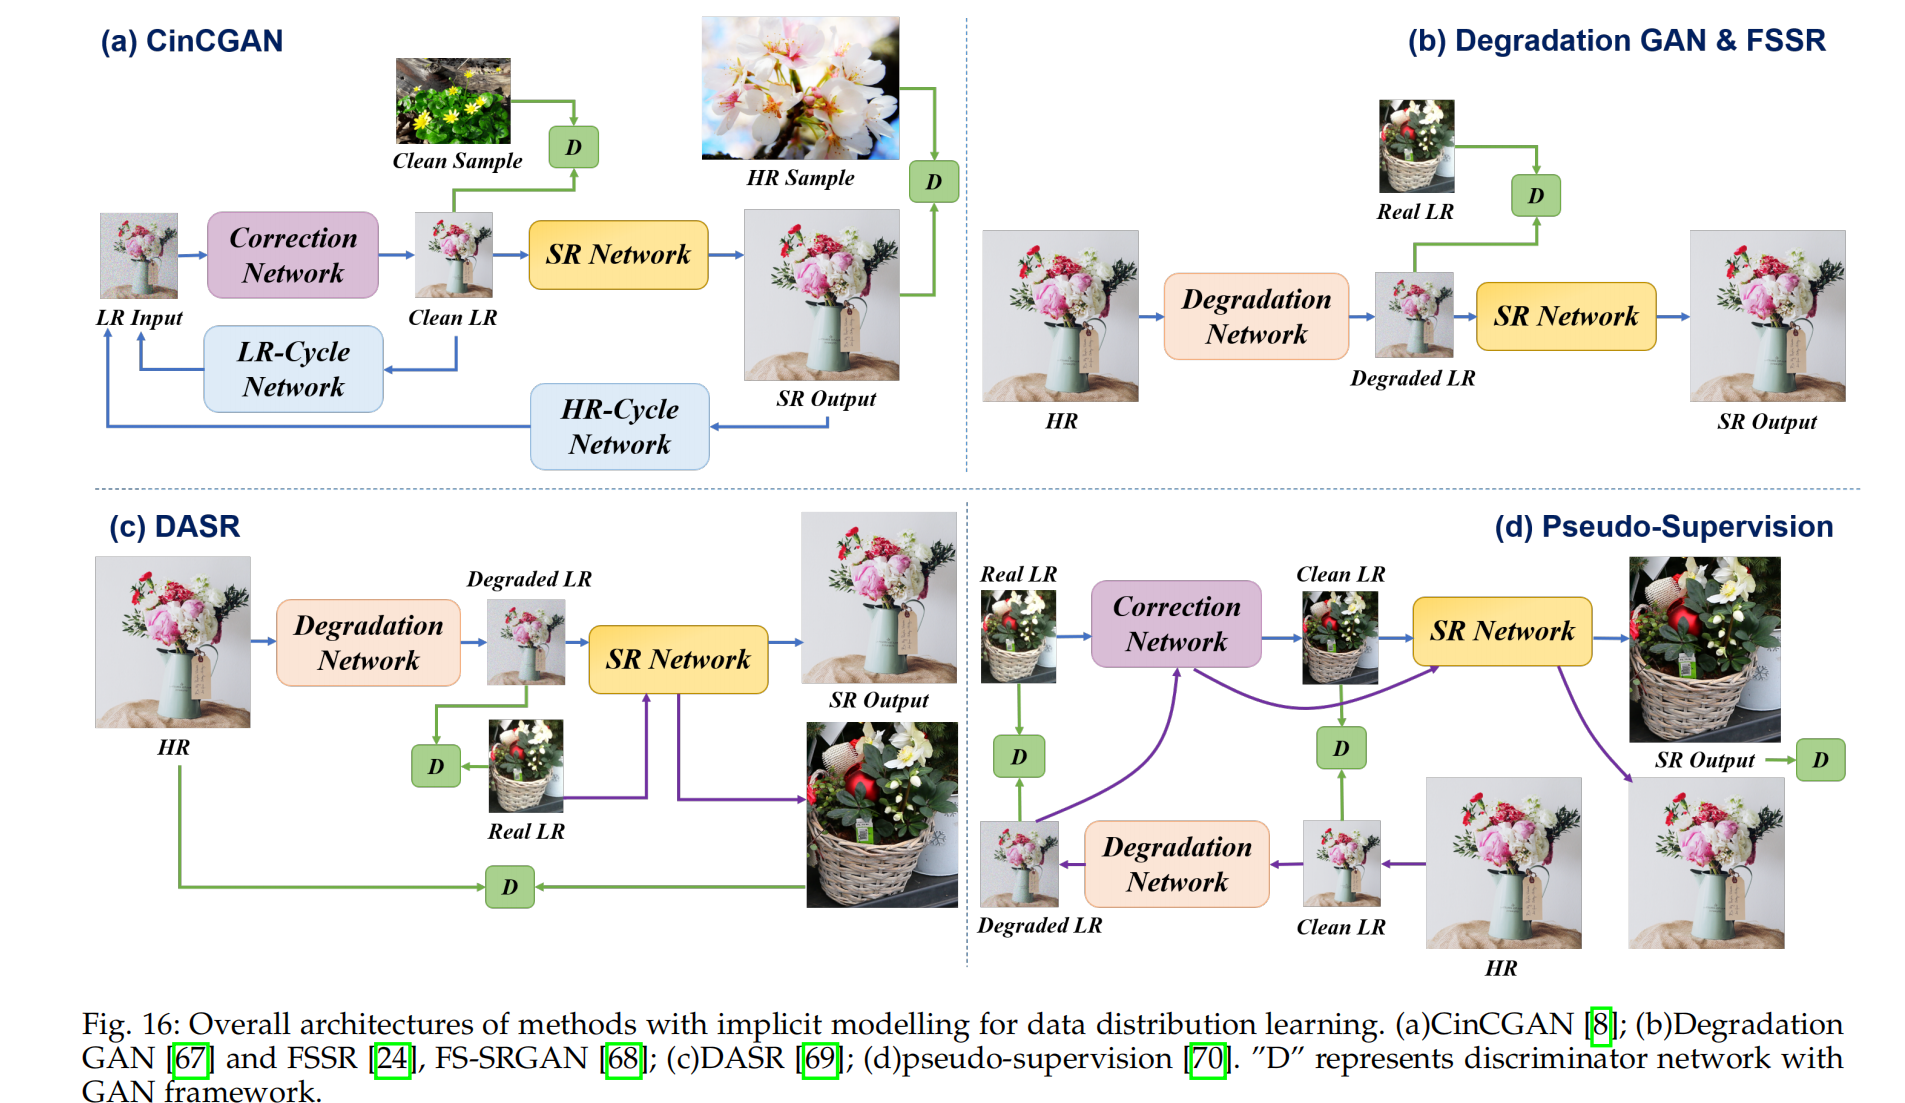 (a) CinCGAN
Clean Sample
D
HR Sample
D
LR Input
Correction
Network
Clean LR
SR Network
SR Output
LR-Cycle
Network
HR-Cycle
Network
(b) Degradation GAN & FSSR
Real LR
D
HR
Degradation
Network
Degraded LR
SR Network
SR Output
(c) DASR
HR
Degradation
Network
Degraded LR
SR Network
SR Output
D
Real LR
D
(d) Pseudo-Supervision
Real LR
Correction
Network
Clean LR
SR Network
SR Output
D
D
D
Degraded LR
Degradation
Network
Clean LR
HR
Fig. 16: Overall architectures of methods with implicit modelling for data distribution learning. (a)CinCGAN [8]; (b)Degradation
GAN [67] and FSSR [24], FS-SRGAN [68]; (c)DASR [69]; (d)pseudo-supervision [70]. ”D” represents discriminator network with
GAN framework.